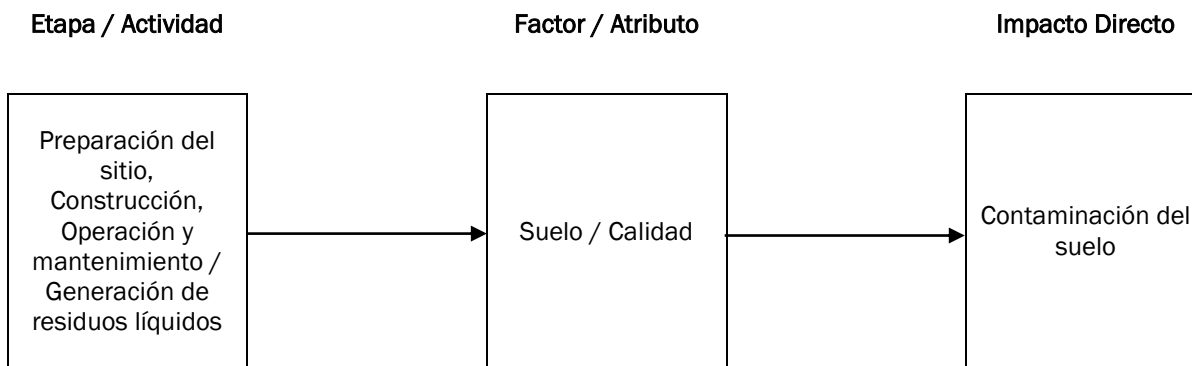 Etapa / Actividad
Factor / Atributo
Impacto Directo
Preparación del
sitio,
Construcción,
Operación y
mantenimiento /
Generación de
residuos líquidos
Suelo / Calidad
Contaminación del
suelo